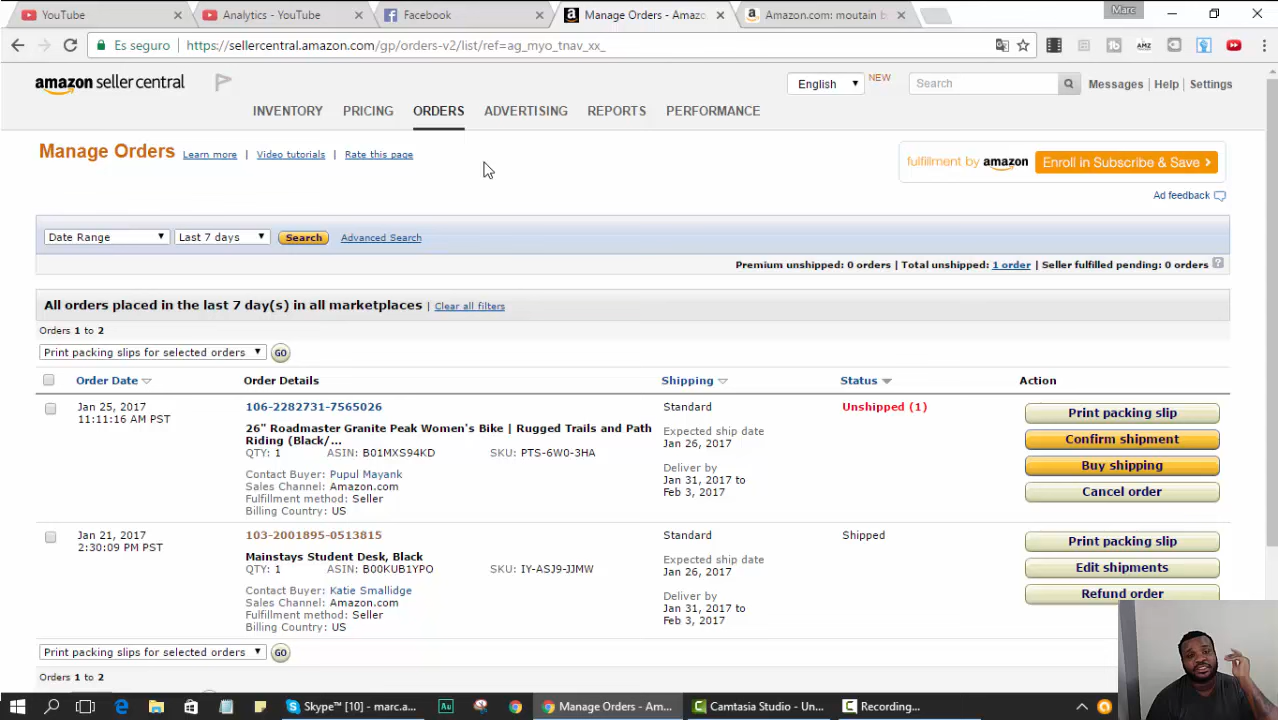 YouTube
Analytics - YouTube
Facebook
Manage Orders - Amazo
Amazon.com: moutain b
Marc
Es seguro
https://sellercentral.amazon.com/gp/orders-v2/list/ref=ag_myo_tnav_xx_
amazon seller central
English
NEW
Search
Messages | Help | Settings
INVENTORY PRICING ORDERS ADVERTISING REPORTS PERFORMANCE
Manage Orders Learn more | Video tutorials | Rate this page
fulfillment by amazon Enroll in Subscribe & Save >
Ad feedback
Date Range Last 7 days Search Advanced Search
Premium unshipped: 0 orders | Total unshipped: 1 order | Seller fulfilled pending: 0 orders ?
All orders placed in the last 7 day(s) in all marketplaces | Clear all filters
Orders 1 to 2
Print packing slips for selected orders GO
Order Date Order Details Shipping Status Action
Jan 25, 2017
11:11:16 AM PST
106-2282731-7565026
26" Roadmaster Granite Peak Women's Bike | Rugged Trails and Path
Riding (Black/...
QTY: 1 ASIN: B01MXS94KD SKU: PTS-6W0-3HA
Contact Buyer: Pupul Mayank
Sales Channel: Amazon.com
Fulfillment method: Seller
Billing Country: US
Standard
Expected ship date
Jan 26, 2017
Deliver by
Jan 31, 2017 to
Feb 3, 2017
Unshipped (1)
Print packing slip
Confirm shipment
Buy shipping
Cancel order
Jan 21, 2017
2:30:09 PM PST
103-2001895-0513815
Mainstays Student Desk, Black
QTY: 1 ASIN: B00KUB1YPO SKU: IY-ASJ9-JJMW
Contact Buyer: Katie Smallidge
Sales Channel: Amazon.com
Fulfillment method: Seller
Billing Country: US
Standard
Expected ship date
Jan 26, 2017
Deliver by
Jan 31, 2017 to
Feb 3, 2017
Shipped
Print packing slip
Edit shipments
Refund order
Print packing slips for selected orders GO
Orders 1 to 2
Skype™ [10] - marc.a...
Au
Manage Orders - Am...
Camtasia Studio - Un...
Recording...